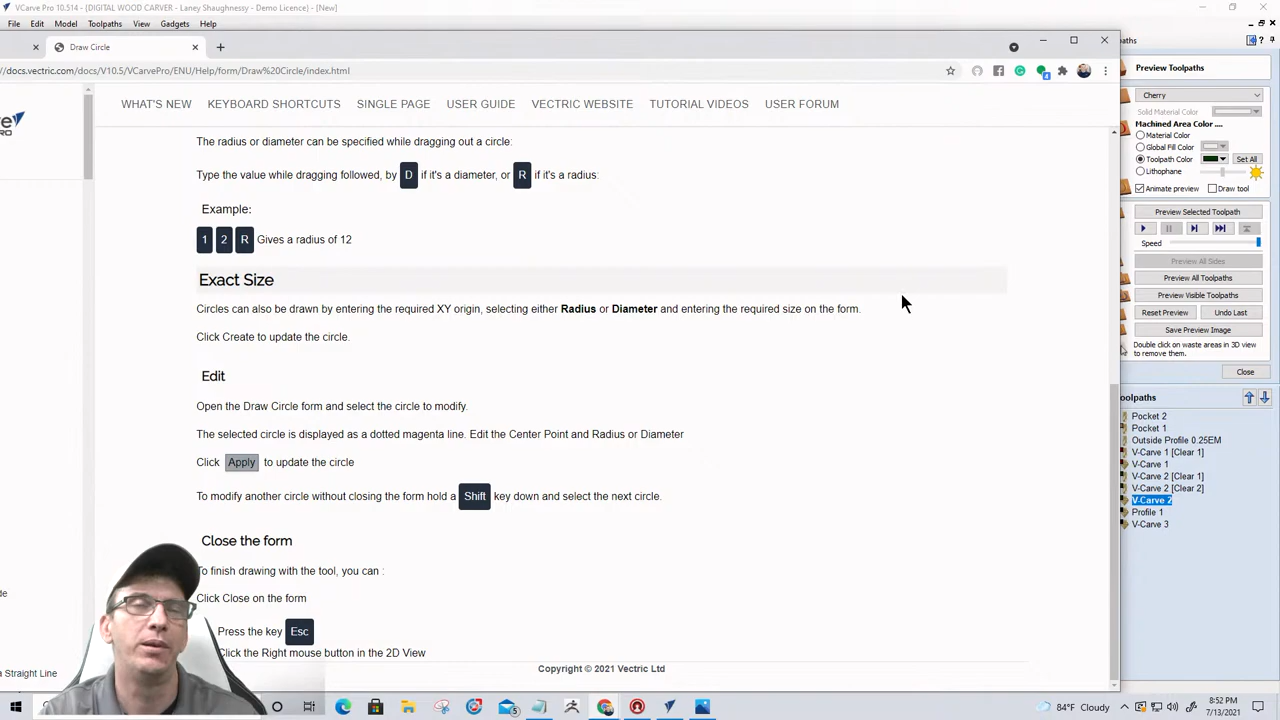 VCarve Pro 10.514 - {DIGITAL WOOD CARVER - Laney Shaughnessy - Demo Licence} - [New]
File Edit Model Toolpaths View Gadgets Help
Draw Circle
//docs.vectric.com/docs/V10.5/VCarvePro/ENU/Help/form/Draw%20Circle/index.html
WHAT'S NEW KEYBOARD SHORTCUTS SINGLE PAGE USER GUIDE VECTRIC WEBSITE TUTORIAL VIDEOS USER FORUM
The radius or diameter can be specified while dragging out a circle:
Type the value while dragging followed, by D if it's a diameter, or R if it's a radius:
Example:
1 2 R Gives a radius of 12
Exact Size
Circles can also be drawn by entering the required XY origin, selecting either Radius or Diameter and entering the required size on the form.
Click Create to update the circle.
Edit
Open the Draw Circle form and select the circle to modify.
The selected circle is displayed as a dotted magenta line. Edit the Center Point and Radius or Diameter
Click Apply to update the circle
To modify another circle without closing the form hold a Shift key down and select the next circle.
Close the form
To finish drawing with the tool, you can :
Click Close on the form
Press the key Esc
Click the Right mouse button in the 2D View
Copyright © 2021 Vectric Ltd
a Straight Line
Preview Toolpaths
Cherry
Solid Material Color
Machined Area Color ....
Material Color
Global Fill Color
Toolpath Color Set All
Lithophane
Animate preview Draw tool
Preview Selected Toolpath
Speed
Preview All Sides
Preview All Toolpaths
Preview Visible Toolpaths
Reset Preview Undo Last
Save Preview Image
Double click on waste areas in 3D view
to remove them.
Close
Toolpaths
Pocket 2
Pocket 1
Outside Profile 0.25EM
V-Carve 1 [Clear 1]
V-Carve 1
V-Carve 2 [Clear 1]
V-Carve 2 [Clear 2]
V-Carve 2
Profile 1
V-Carve 3
84°F Cloudy
8:52 PM
7/13/2021